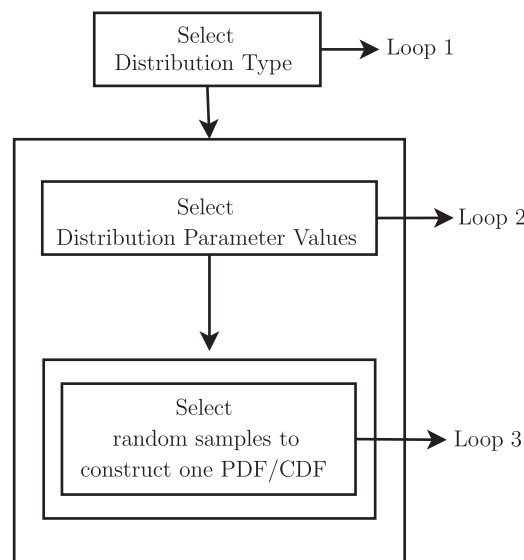 Select
Distribution Type
Loop 1
Select
Distribution Parameter Values
Loop 2
Select
random samples to
construct one PDF/CDF
Loop 3